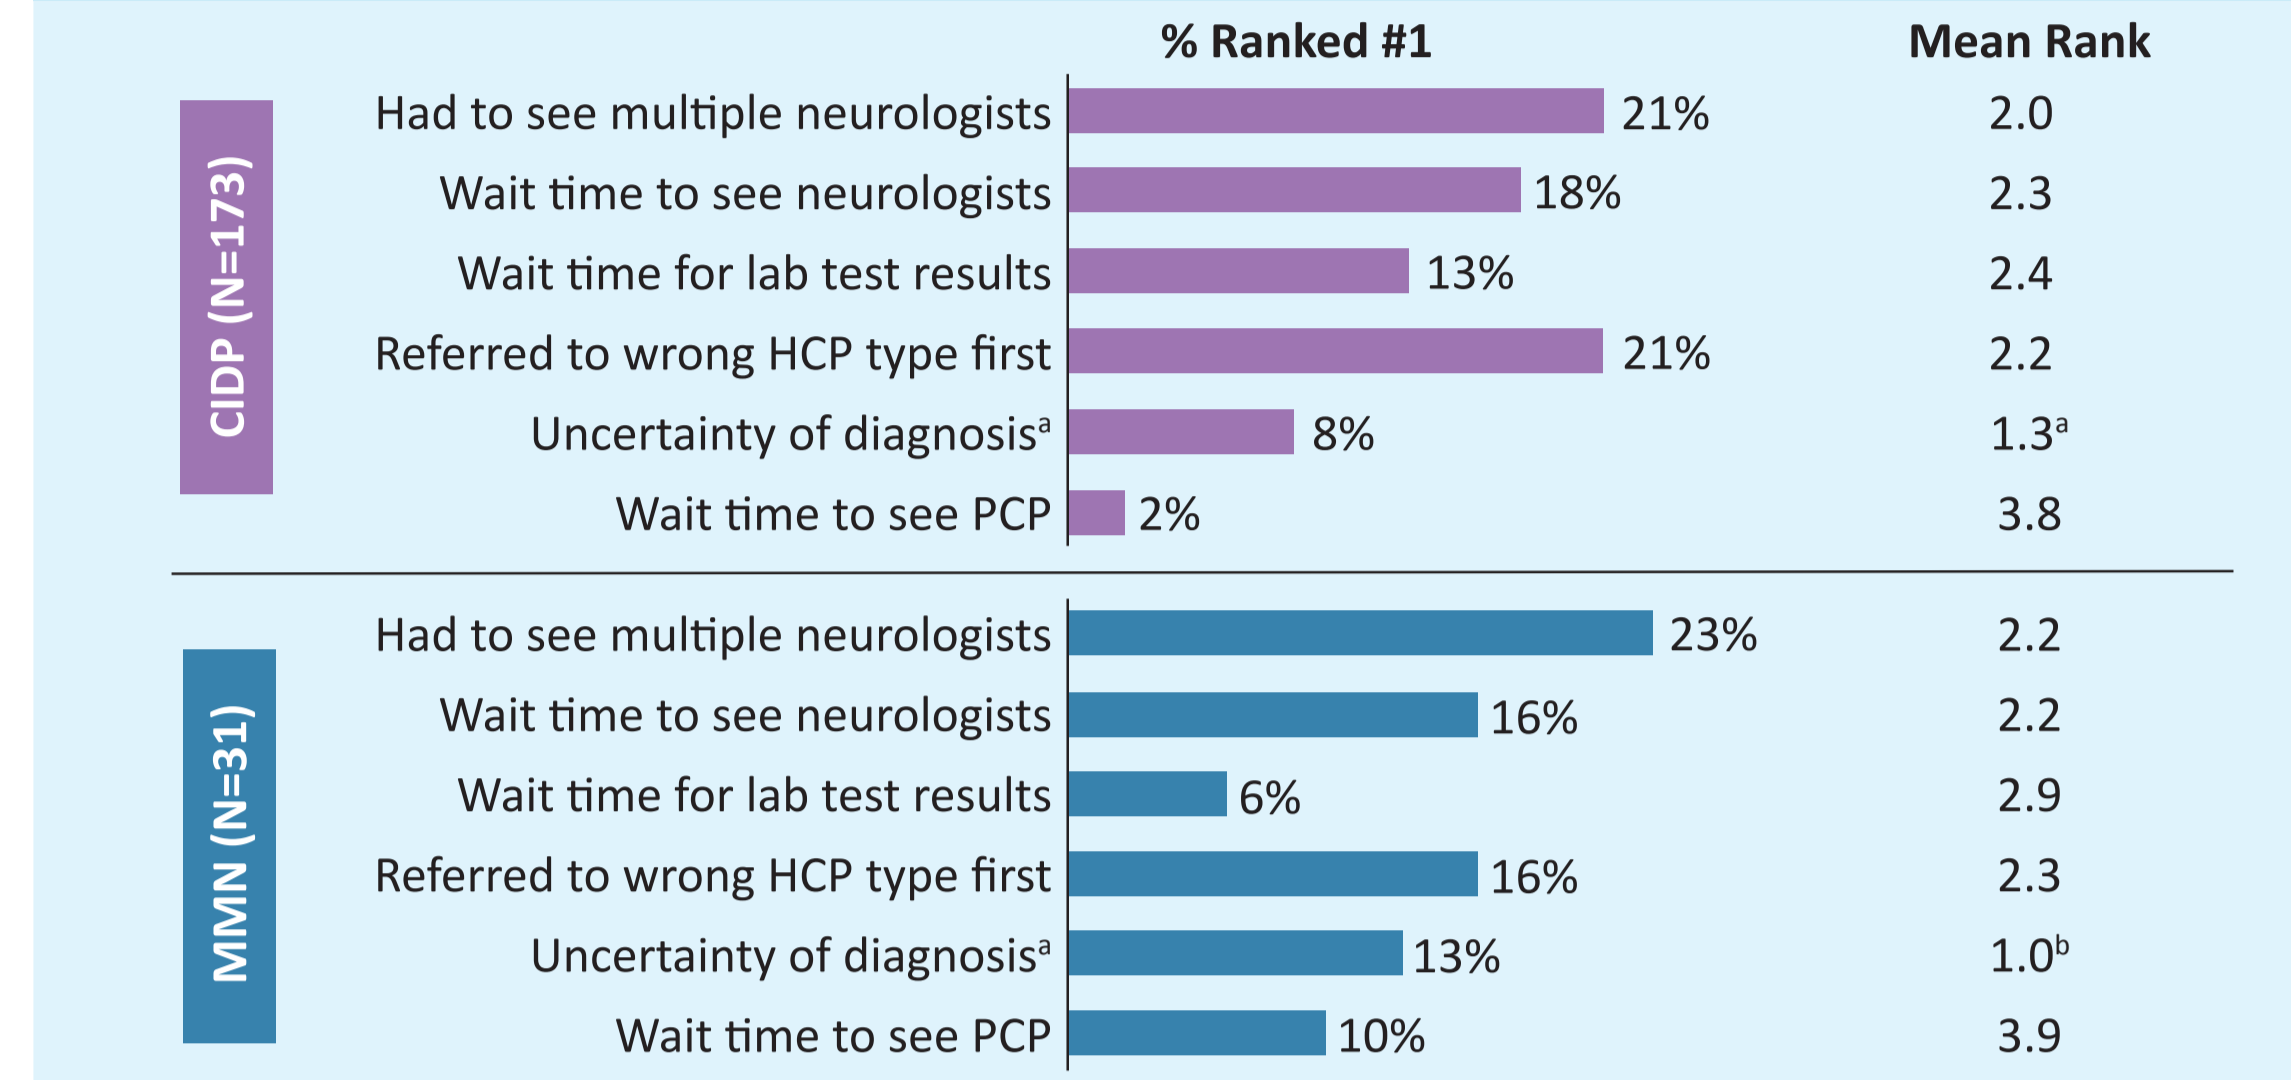 % Ranked #1 Mean Rank
CIDP (N=173)
Had to see multiple neurologists 21% 2.0
Wait time to see neurologists 18% 2.3
Wait time for lab test results 13% 2.4
Referred to wrong HCP type first 21% 2.2
Uncertainty of diagnosisᵃ 8% 1.3ᵃ
Wait time to see PCP 2% 3.8
MMN (N=31)
Had to see multiple neurologists 23% 2.2
Wait time to see neurologists 16% 2.2
Wait time for lab test results 6% 2.9
Referred to wrong HCP type first 16% 2.3
Uncertainty of diagnosisᵃ 13% 1.0ᵇ
Wait time to see PCP 10% 3.9